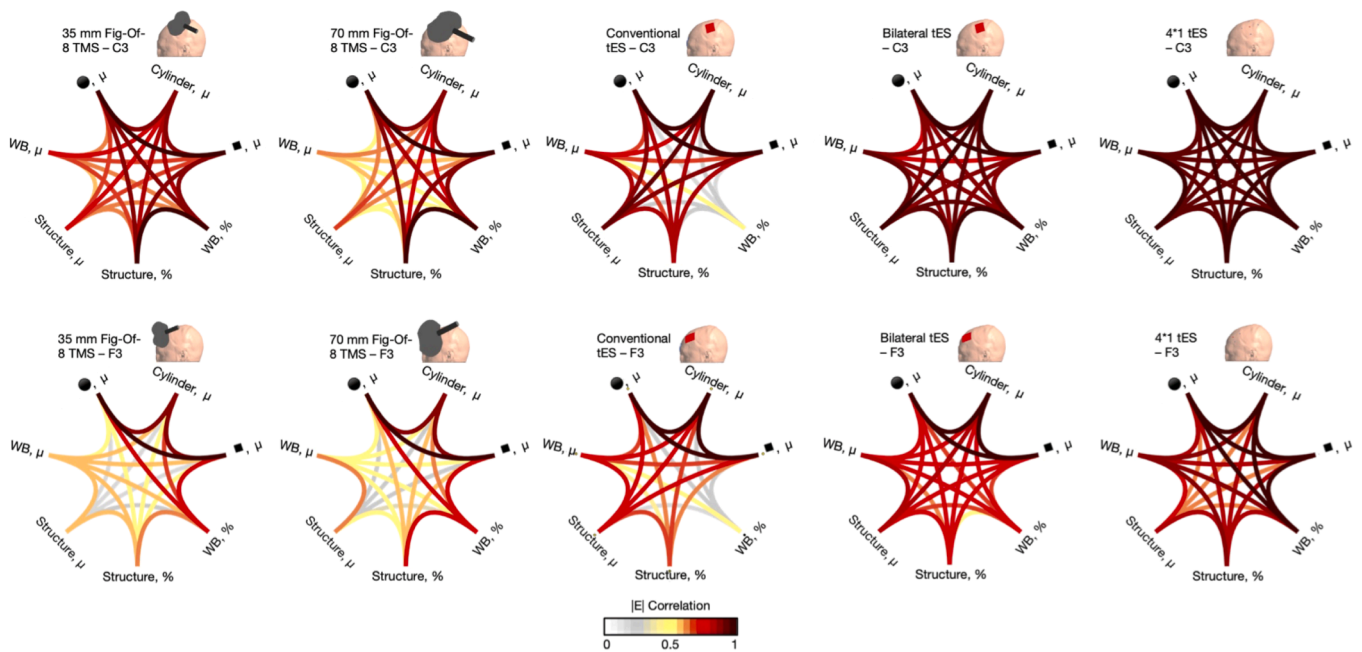 35 mm Fig-Of-
8 TMS – C3
70 mm Fig-Of-
8 TMS – C3
Conventional
tES – C3
Bilateral tES
– C3
4*1 tES
– C3
, μ
Cylinder, μ
, μ
WB, %
Structure, %
Structure, μ
WB, μ
, μ
Cylinder, μ
, μ
WB, %
Structure, %
Structure, μ
WB, μ
, μ
Cylinder, μ
, μ
WB, %
Structure, %
Structure, μ
WB, μ
, μ
Cylinder, μ
, μ
WB, %
Structure, %
Structure, μ
WB, μ
, μ
Cylinder, μ
, μ
WB, %
Structure, %
Structure, μ
WB, μ
35 mm Fig-Of-
8 TMS – F3
70 mm Fig-Of-
8 TMS – F3
Conventional
tES – F3
Bilateral tES
– F3
4*1 tES
– F3
, μ
Cylinder, μ
, μ
WB, %
Structure, %
Structure, μ
WB, μ
, μ
Cylinder, μ
, μ
WB, %
Structure, %
Structure, μ
WB, μ
, μ
Cylinder, μ
, μ
WB, %
Structure, %
Structure, μ
WB, μ
, μ
Cylinder, μ
, μ
WB, %
Structure, %
Structure, μ
WB, μ
, μ
Cylinder, μ
, μ
WB, %
Structure, %
Structure, μ
WB, μ
|E| Correlation
0 0.5 1